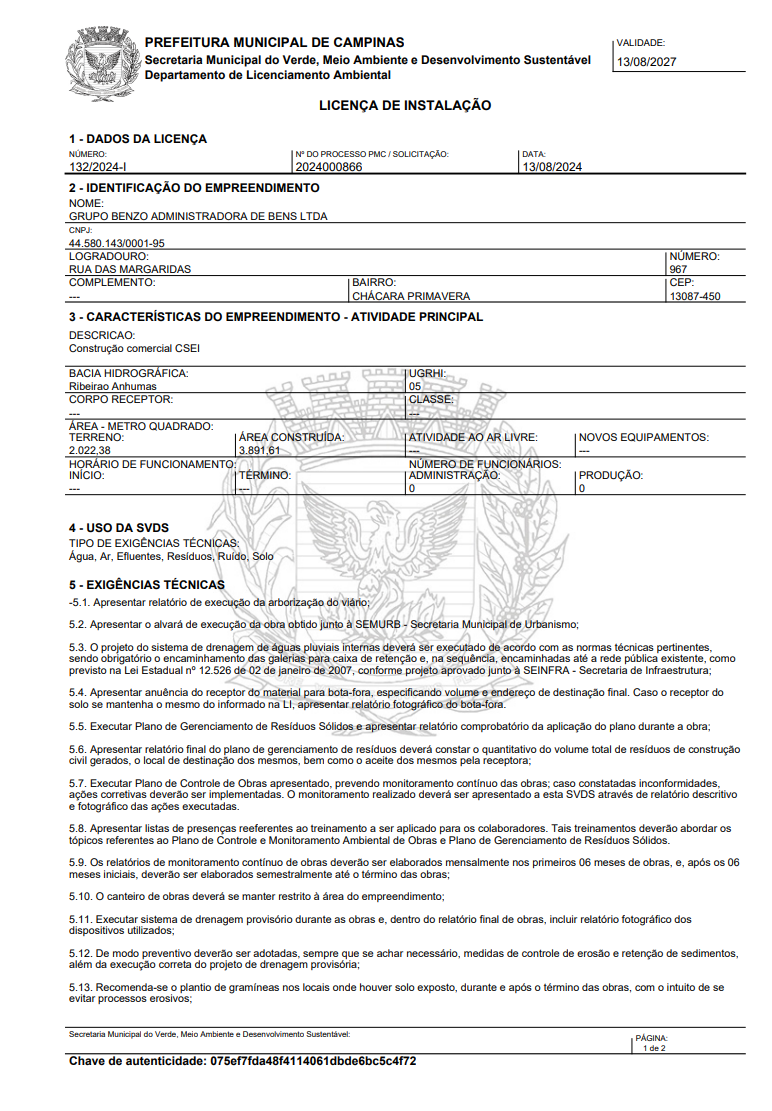 PREFEITURA MUNICIPAL DE CAMPINAS
Secretaria Municipal do Verde, Meio Ambiente e Desenvolvimento Sustentável
Departamento de Licenciamento Ambiental
VALIDADE:
13/08/2027
LICENÇA DE INSTALAÇÃO
1 - DADOS DA LICENÇA
NÚMERO: Nº DO PROCESSO PMC / SOLICITAÇÃO: DATA:
132/2024-I 2024000866 13/08/2024
2 - IDENTIFICAÇÃO DO EMPREENDIMENTO
NOME:
GRUPO BENZO ADMINISTRADORA DE BENS LTDA
CNPJ:
44.580.143/0001-95
LOGRADOURO: NÚMERO:
RUA DAS MARGARIDAS 967
COMPLEMENTO: BAIRRO: CEP:
--- CHÁCARA PRIMAVERA 13087-450
3 - CARACTERÍSTICAS DO EMPREENDIMENTO - ATIVIDADE PRINCIPAL
DESCRICAO:
Construção comercial CSEI
BACIA HIDROGRÁFICA: UGRHI:
Ribeirao Anhumas 05
CORPO RECEPTOR: CLASSE:
--- ---
ÁREA - METRO QUADRADO:
TERRENO: ÁREA CONSTRUÍDA: ATIVIDADE AO AR LIVRE: NOVOS EQUIPAMENTOS:
2.022,38 3.891,61 --- ---
HORÁRIO DE FUNCIONAMENTO: NÚMERO DE FUNCIONÁRIOS:
INÍCIO: TÉRMINO: ADMINISTRAÇÃO: PRODUÇÃO:
--- --- 0 0
4 - USO DA SVDS
TIPO DE EXIGÊNCIAS TÉCNICAS:
Água, Ar, Efluentes, Resíduos, Ruído, Solo
5 - EXIGÊNCIAS TÉCNICAS
-5.1. Apresentar relatório de execução da arborização do viário;
5.2. Apresentar o alvará de execução da obra obtido junto à SEMURB - Secretaria Municipal de Urbanismo;
5.3. O projeto do sistema de drenagem de águas pluviais internas deverá ser executado de acordo com as normas técnicas pertinentes,
sendo obrigatório o encaminhamento das galerias para caixa de retenção e, na sequência, encaminhadas até a rede pública existente, como
previsto na Lei Estadual nº 12.526 de 02 de janeiro de 2007, conforme projeto aprovado junto à SEINFRA - Secretaria de Infraestrutura;
5.4. Apresentar anuência do receptor do material para bota-fora, especificando volume e endereço de destinação final. Caso o receptor do
solo se mantenha o mesmo do informado na LI, apresentar relatório fotográfico do bota-fora.
5.5. Executar Plano de Gerenciamento de Resíduos Sólidos e apresentar relatório comprobatório da aplicação do plano durante a obra;
5.6. Apresentar relatório final do plano de gerenciamento de resíduos deverá constar o quantitativo do volume total de resíduos de construção
civil gerados, o local de destinação dos mesmos, bem como o aceite dos mesmos pela receptora;
5.7. Executar Plano de Controle de Obras apresentado, prevendo monitoramento contínuo das obras; caso constatadas inconformidades,
ações corretivas deverão ser implementadas. O monitoramento realizado deverá ser apresentado a esta SVDS através de relatório descritivo
e fotográfico das ações executadas.
5.8. Apresentar listas de presenças reeferentes ao treinamento a ser aplicado para os colaboradores. Tais treinamentos deverão abordar os
tópicos referentes ao Plano de Controle e Monitoramento Ambiental de Obras e Plano de Gerenciamento de Resíduos Sólidos.
5.9. Os relatórios de monitoramento contínuo de obras deverão ser elaborados mensalmente nos primeiros 06 meses de obras, e, após os 06
meses iniciais, deverão ser elaborados semestralmente até o término das obras;
5.10. O canteiro de obras deverá se manter restrito à área do empreendimento;
5.11. Executar sistema de drenagem provisório durante as obras e, dentro do relatório final de obras, incluir relatório fotográfico dos
dispositivos utilizados;
5.12. De modo preventivo deverão ser adotadas, sempre que se achar necessário, medidas de controle de erosão e retenção de sedimentos,
além da execução correta do projeto de drenagem provisória;
5.13. Recomenda-se o plantio de gramíneas nos locais onde houver solo exposto, durante e após o término das obras, com o intuito de se
evitar processos erosivos;
Secretaria Municipal do Verde, Meio Ambiente e Desenvolvimento Sustentável:
PÁGINA:
1 de 2
Chave de autenticidade: 075ef7fda48f4114061dbde6bc5c4f72